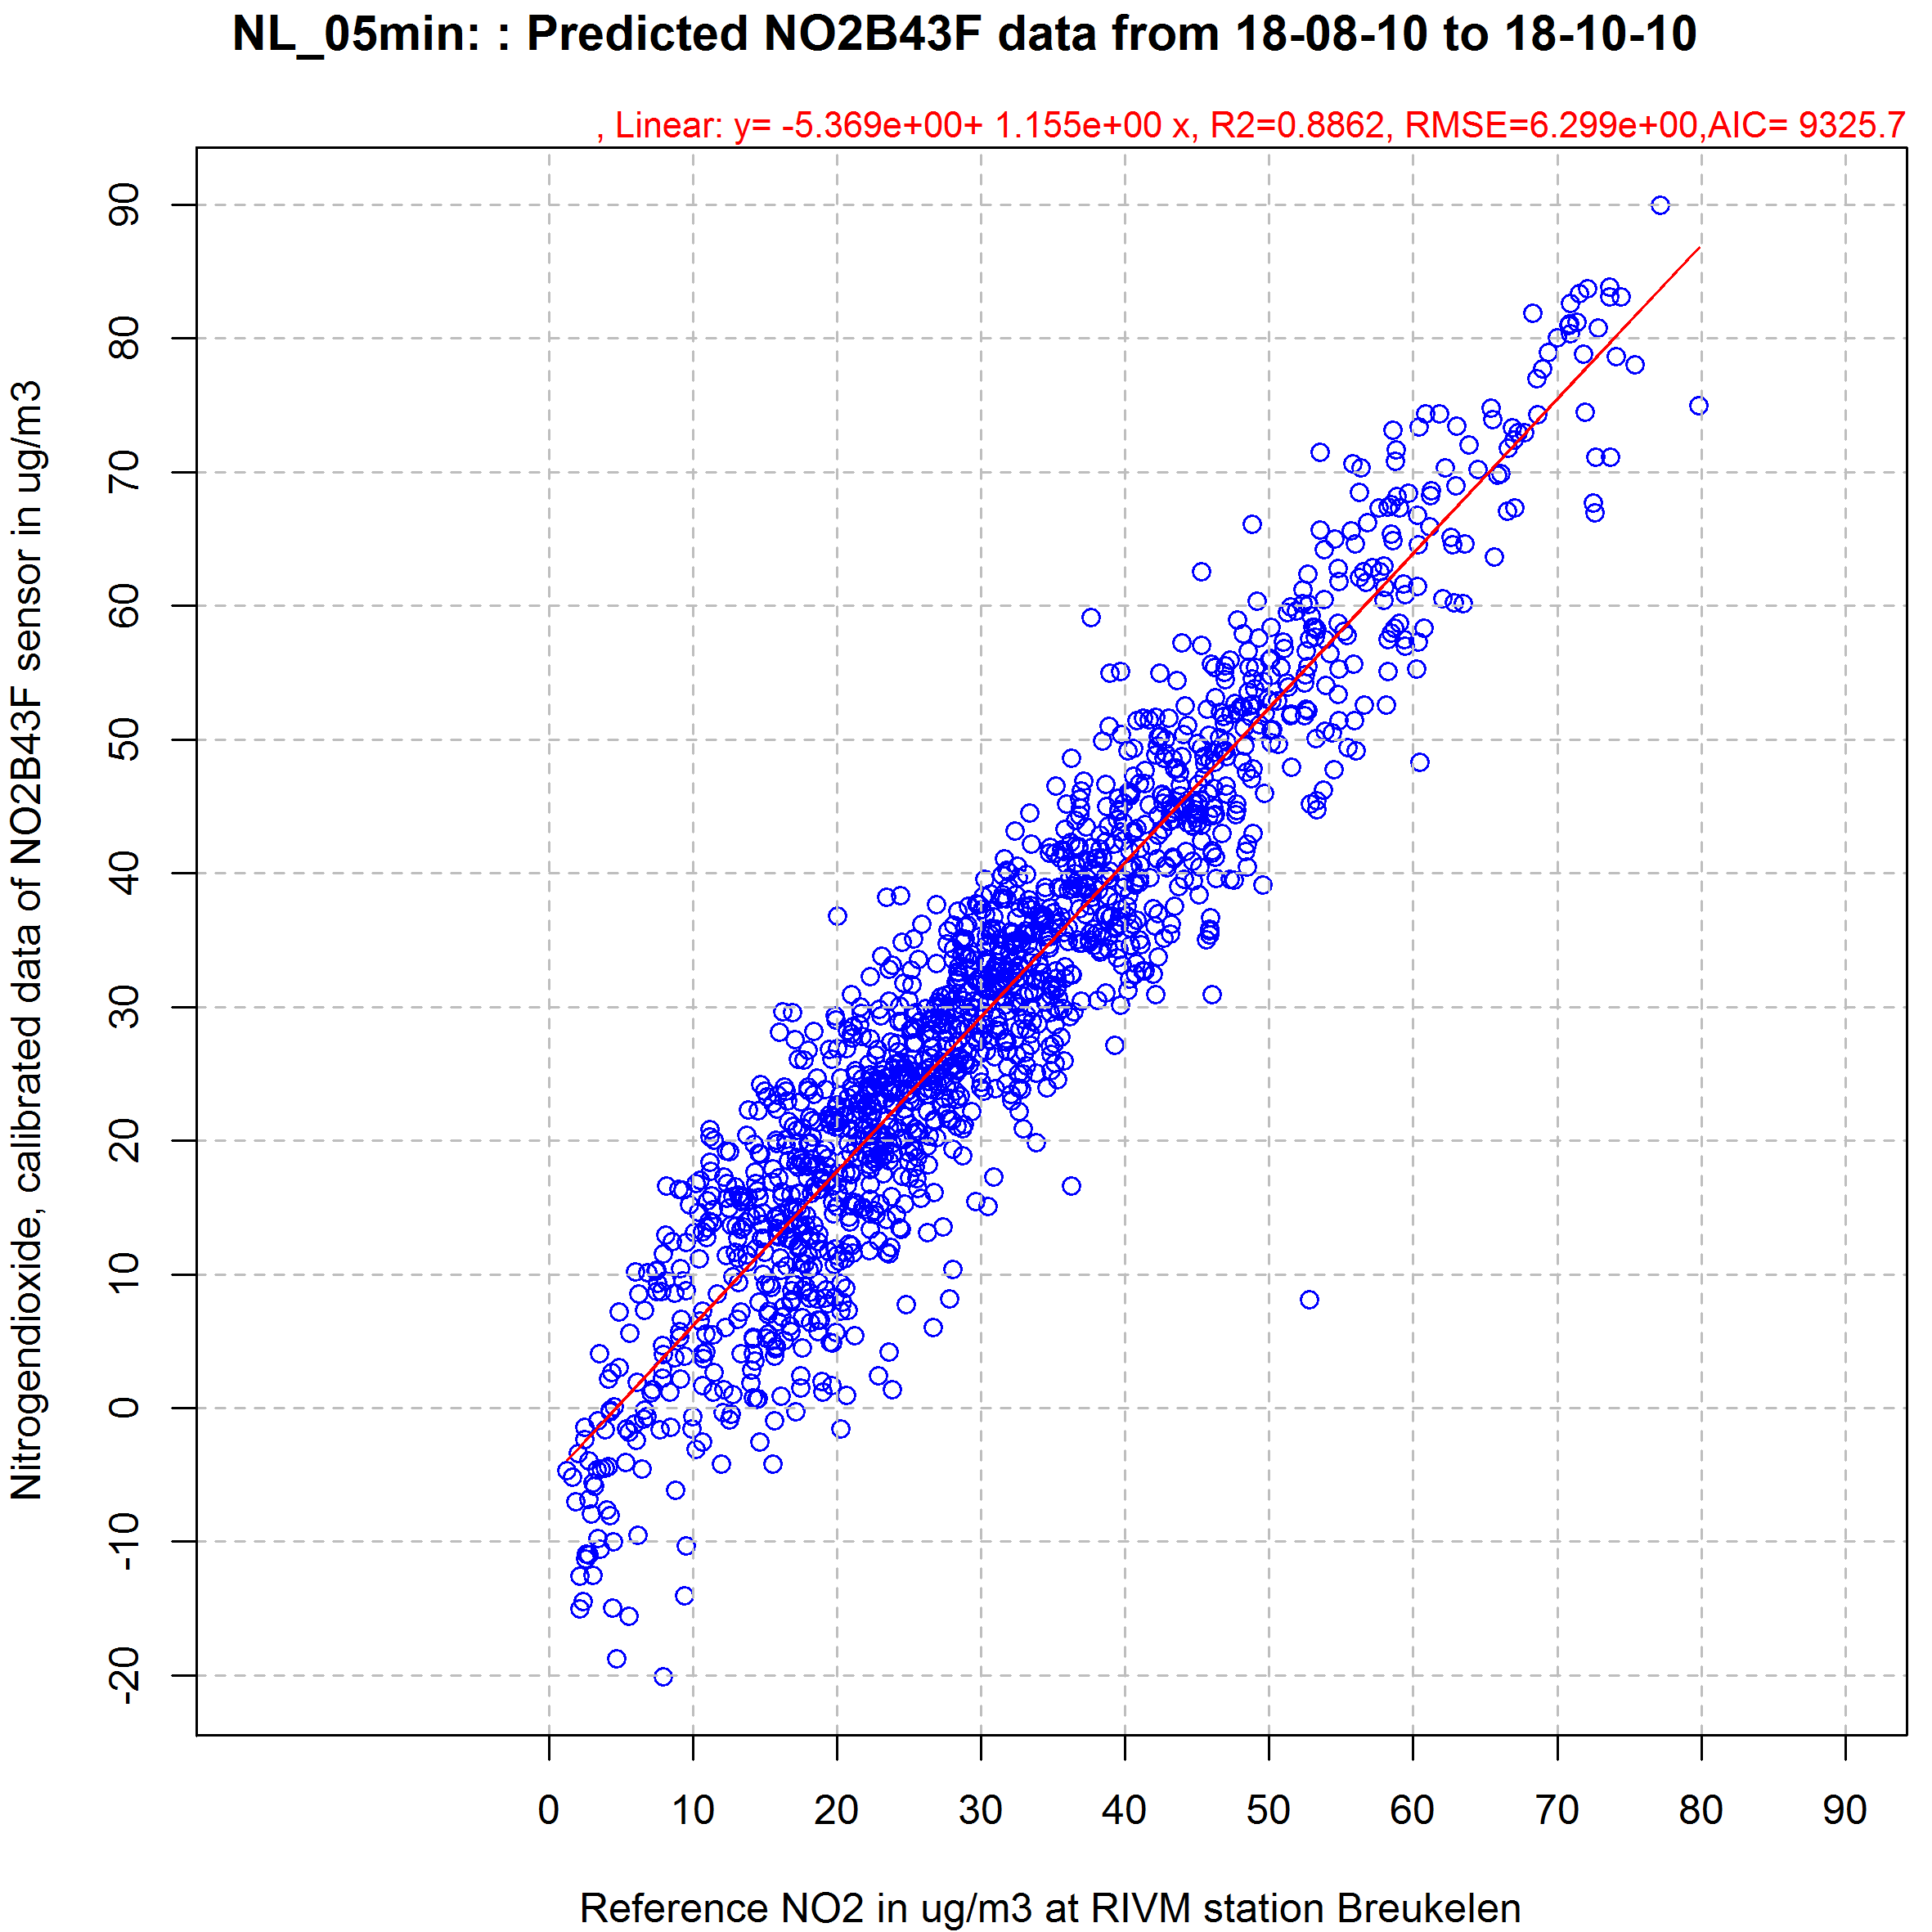 NL_05min: : Predicted NO2B43F data from 18-08-10 to 18-10-10
, Linear: y= -5.369e+00+ 1.155e+00 x, R2=0.8862, RMSE=6.299e+00,AIC= 9325.7
Nitrogendioxide, calibrated data of NO2B43F sensor in ug/m3
90
80
70
60
50
40
30
20
10
0
-10
-20
0 10 20 30 40 50 60 70 80 90
Reference NO2 in ug/m3 at RIVM station Breukelen